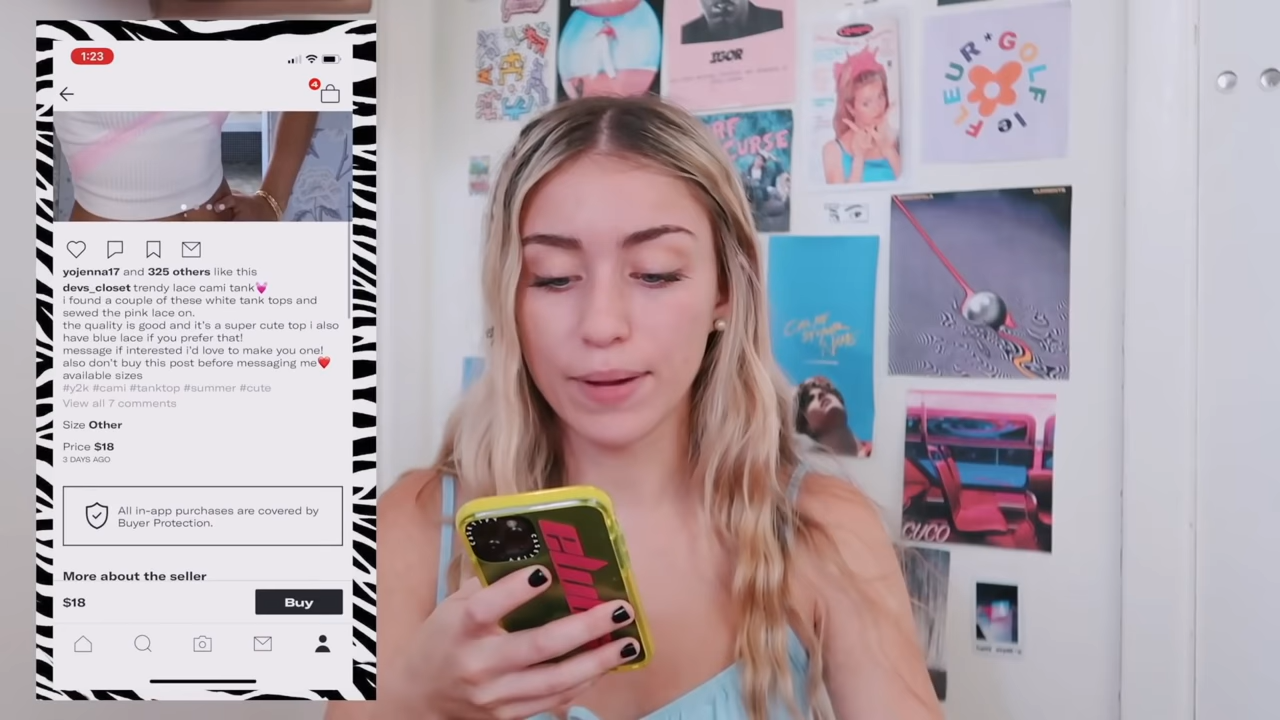 1:23
4
yojenna17 and 325 others like this
devs_closet trendy lace cami tank💓
i found a couple of these white tank tops and
sewed the pink lace on.
the quality is good and it's a super cute top i also
have blue lace if you prefer that!
message if interested i'd love to make you one!
also don't buy this post before messaging me❤️
available sizes
#y2k #cami #tanktop #summer #cute
View all 7 comments
Size Other
Price $18
3 DAYS AGO
All in-app purchases are covered by
Buyer Protection.
More about the seller
$18
Buy
IGOR
CURSE
GOLF le FLEUR*
CUCO